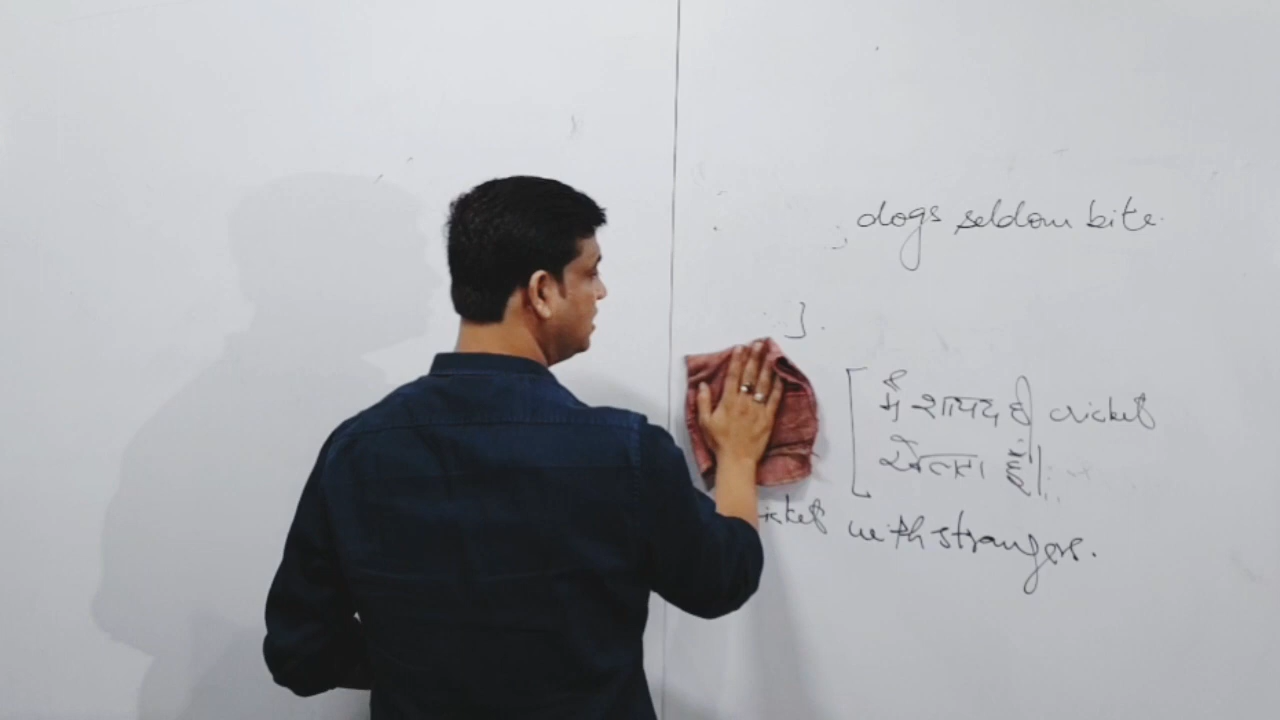 dogs seldom bite.
].
[ मैं शायद ही cricket
खेलता हूँ।
with strangers.